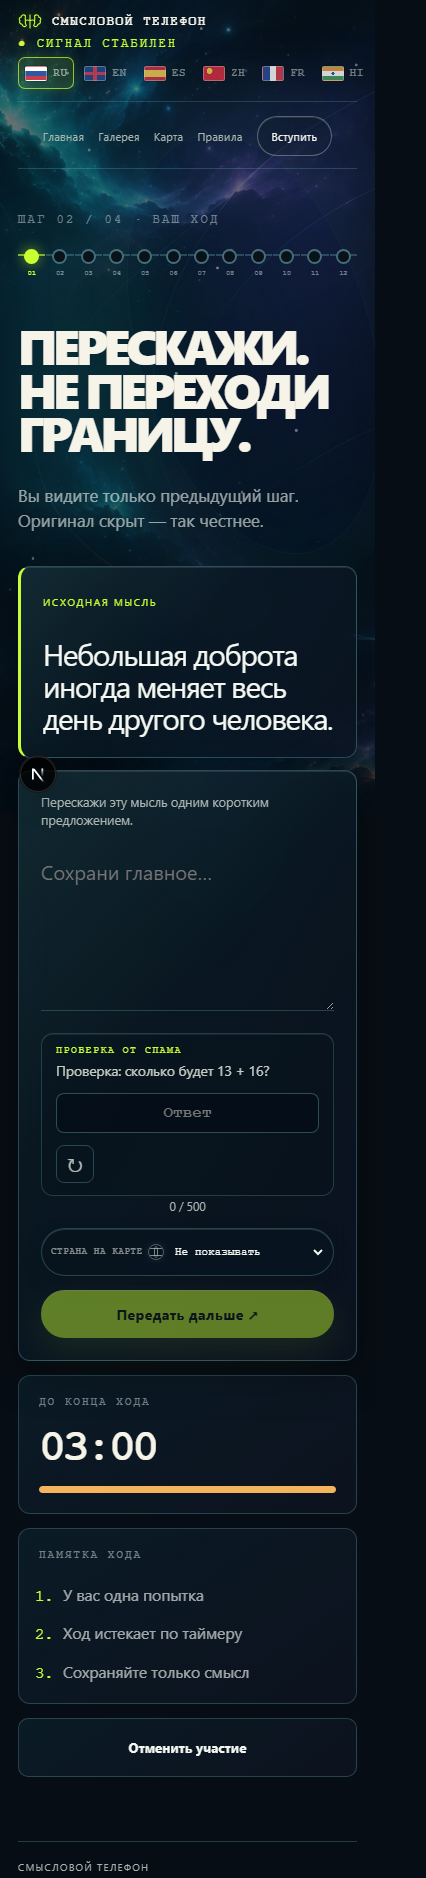 СМЫСЛОВОЙ ТЕЛЕФОН
СИГНАЛ СТАБИЛЕН
RU EN ES ZH FR HI
Главная Галерея Карта Правила Вступить
ШАГ 02 / 04 · ВАШ ХОД
01 02 03 04 05 06 07 08 09 10 11 12
ПЕРЕСКАЖИ.
НЕ ПЕРЕХОДИ
ГРАНИЦУ.
Вы видите только предыдущий шаг.
Оригинал скрыт — так честнее.
ИСХОДНАЯ МЫСЛЬ
Небольшая доброта
иногда меняет весь
день другого человека.
N
Перескажи эту мысль одним коротким
предложением.
Сохрани главное...
ПРОВЕРКА ОТ СПАМА
Проверка: сколько будет 13 + 16?
Ответ
↻
0 / 500
СТРАНА НА КАРТЕ Не показывать
Передать дальше ↗
ДО КОНЦА ХОДА
03:00
ПАМЯТКА ХОДА
1. У вас одна попытка
2. Ход истекает по таймеру
3. Сохраняйте только смысл
Отменить участие
СМЫСЛОВОЙ ТЕЛЕФОН